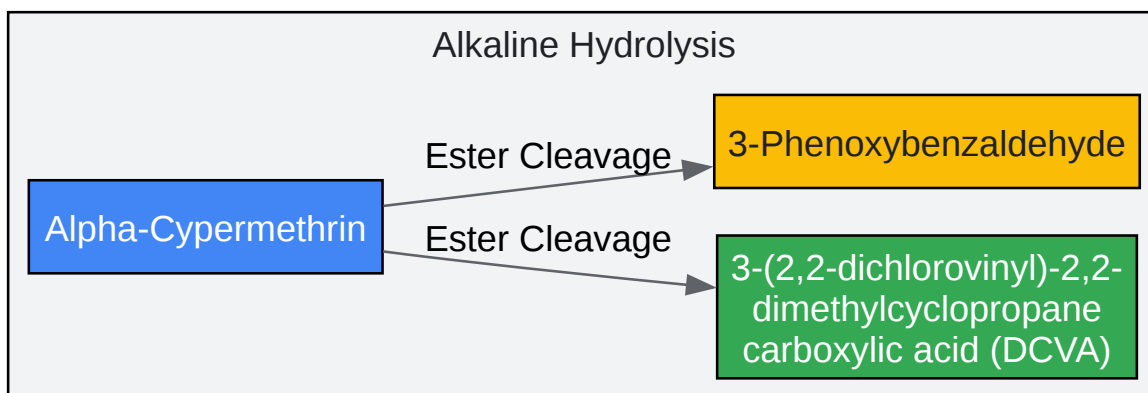 Alkaline Hydrolysis
Ester Cleavage
3-Phenoxybenzaldehyde
Alpha-Cypermethrin
Ester Cleavage
3-(2,2-dichlorovinyl)-2,2-
dimethylcyclopropane
carboxylic acid (DCVA)